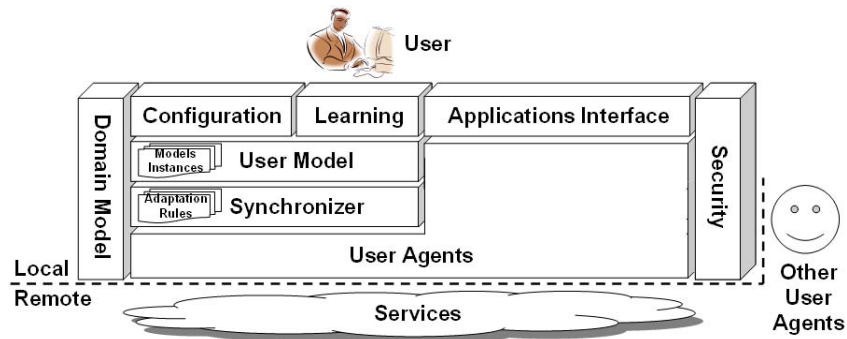 User
Configuration
Learning
Applications Interface
Domain Model
Security
Models
Instances
User Model
Adaptation
Rules
Synchronizer
User Agents
Local
Remote
Services
Other
User
Agents